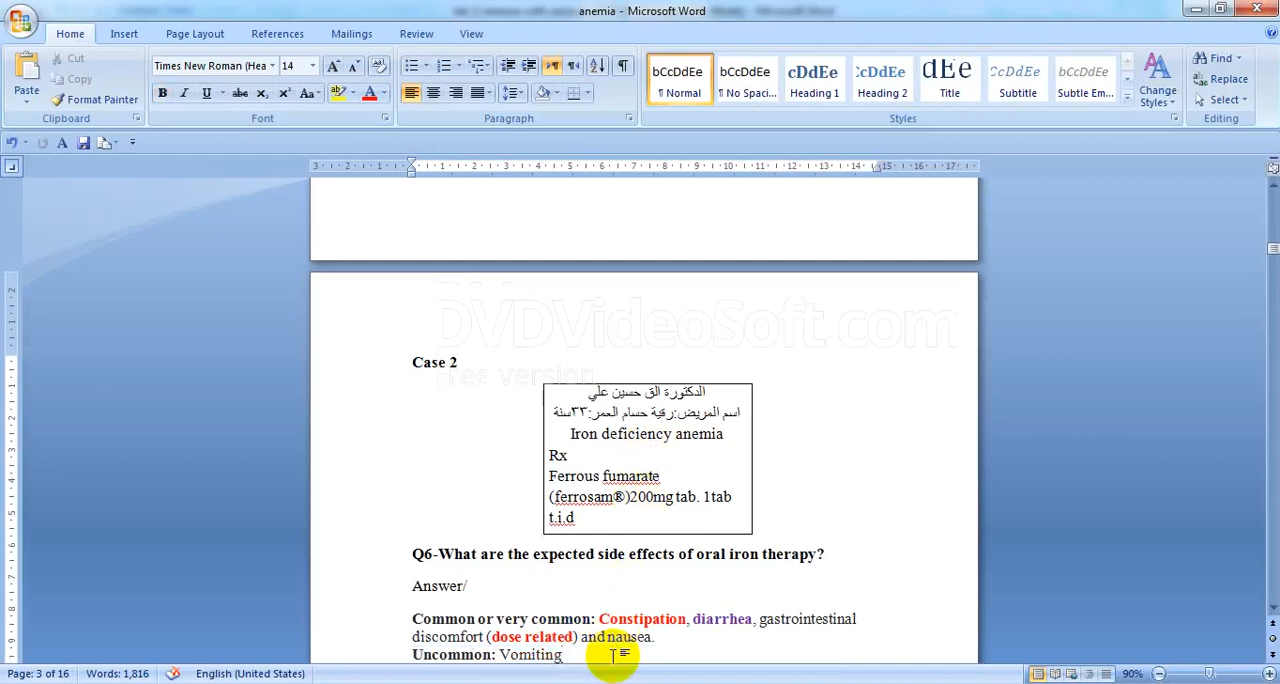 anemia - Microsoft Word
Home Insert Page Layout References Mailings Review View
Paste
Cut
Copy
Format Painter
Clipboard
Times New Roman (Hea 14
Font
Paragraph
AaBbCcDdEe
¶ Normal
¶ No Spaci...
Heading 1
Heading 2
Title
Subtitle
Subtle Em...
Styles
Change Styles
Find
Replace
Select
Editing
DVDVideoSoft.com
Free version
Case 2
الدكتورة الق حسين علي
اسم المريض:رقية حسام العمر:٣٣سنة
Iron deficiency anemia
Rx
Ferrous fumarate
(ferrosam®)200mg tab. 1tab
t.i.d
Q6-What are the expected side effects of oral iron therapy?
Answer/
Common or very common: Constipation, diarrhea, gastrointestinal
discomfort (dose related) and nausea.
Uncommon: Vomiting
Page: 3 of 16 Words: 1,816 English (United States) 90%